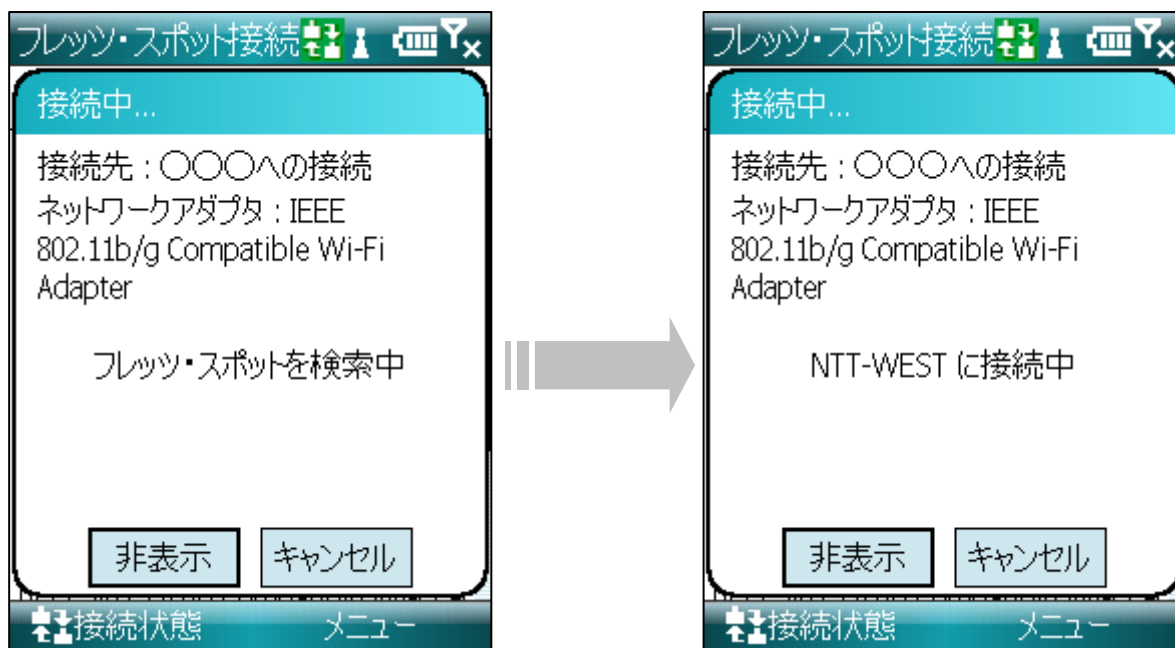 フレッツ・スポット接続
接続中...
接続先:〇〇〇への接続
ネットワークアダプタ:IEEE
802.11b/g Compatible Wi-Fi
Adapter
フレッツ・スポットを検索中
非表示 キャンセル
接続状態 メニュー
フレッツ・スポット接続
接続中...
接続先:〇〇〇への接続
ネットワークアダプタ:IEEE
802.11b/g Compatible Wi-Fi
Adapter
NTT-WEST に接続中
非表示 キャンセル
接続状態 メニュー